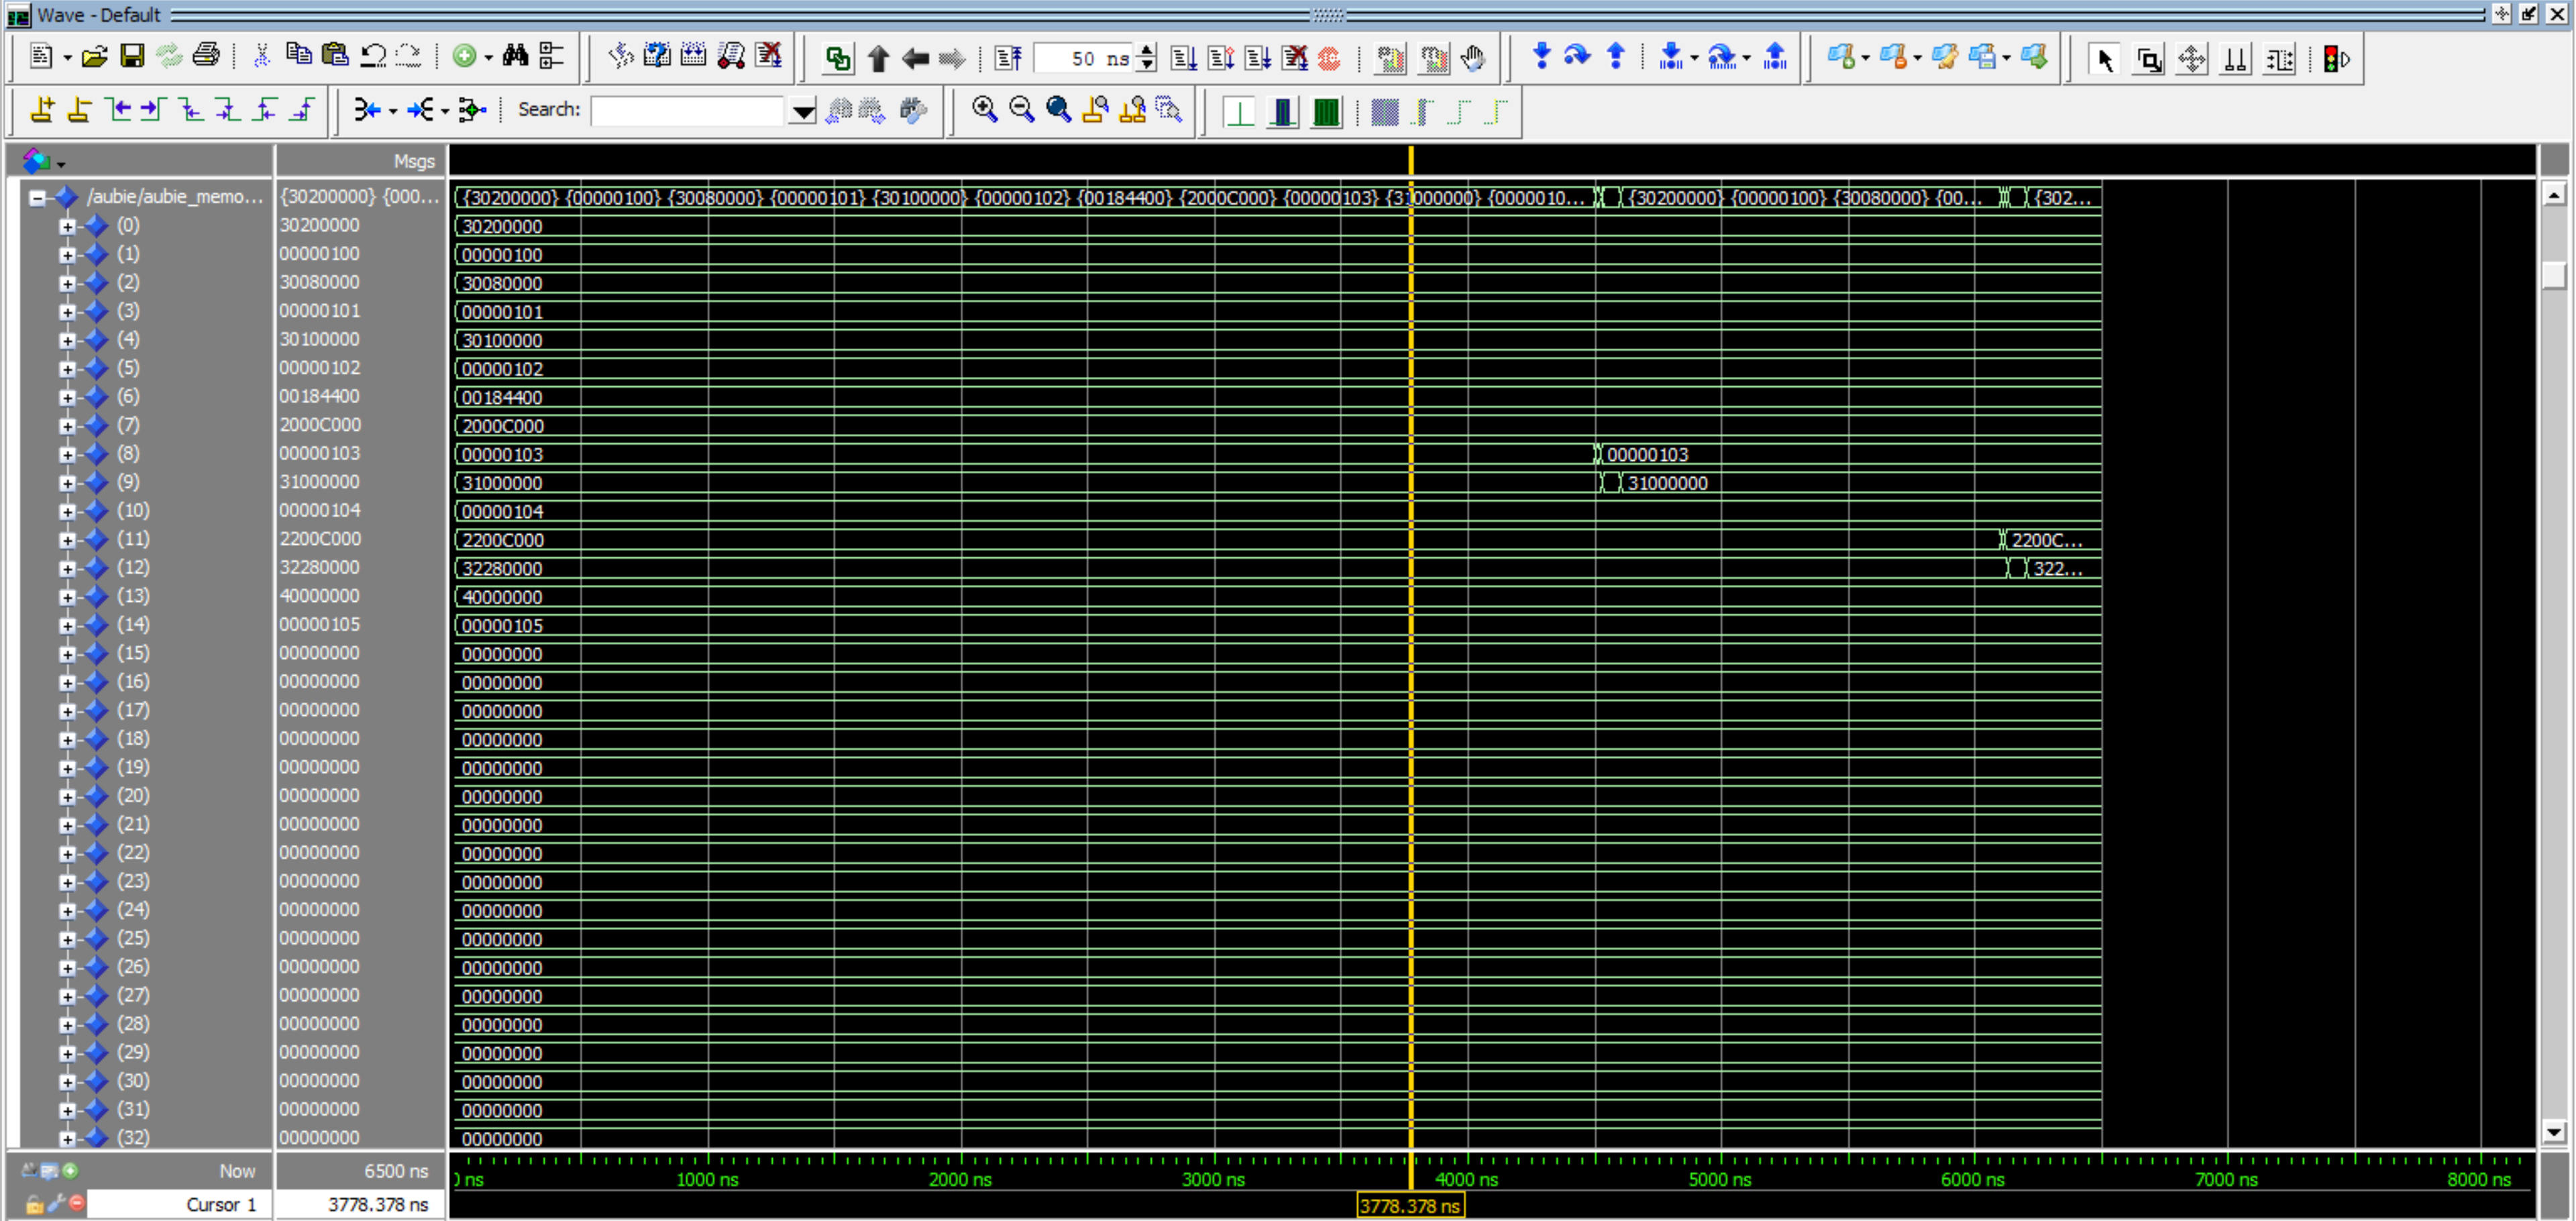 Wave - Default
50 ns
Search:
Msgs
/aubie/aubie_memo... {30200000} {000... {30200000} {00000100} {30080000} {00000101} {30100000} {00000102} {00184400} {2000C000} {00000103} {31000000} {0000010... {30200000} {00000100} {30080000} {00... {302...
(0) 30200000 30200000
(1) 00000100 00000100
(2) 30080000 30080000
(3) 00000101 00000101
(4) 30100000 30100000
(5) 00000102 00000102
(6) 00184400 00184400
(7) 2000C000 2000C000
(8) 00000103 00000103 00000103
(9) 31000000 31000000 31000000
(10) 00000104 00000104
(11) 2200C000 2200C000 2200C...
(12) 32280000 32280000 322...
(13) 40000000 40000000
(14) 00000105 00000105
(15) 00000000 00000000
(16) 00000000 00000000
(17) 00000000 00000000
(18) 00000000 00000000
(19) 00000000 00000000
(20) 00000000 00000000
(21) 00000000 00000000
(22) 00000000 00000000
(23) 00000000 00000000
(24) 00000000 00000000
(25) 00000000 00000000
(26) 00000000 00000000
(27) 00000000 00000000
(28) 00000000 00000000
(29) 00000000 00000000
(30) 00000000 00000000
(31) 00000000 00000000
(32) 00000000 00000000
Now 6500 ns 0 ns 1000 ns 2000 ns 3000 ns 4000 ns 5000 ns 6000 ns 7000 ns 8000 ns
Cursor 1 3778.378 ns 3778.378 ns